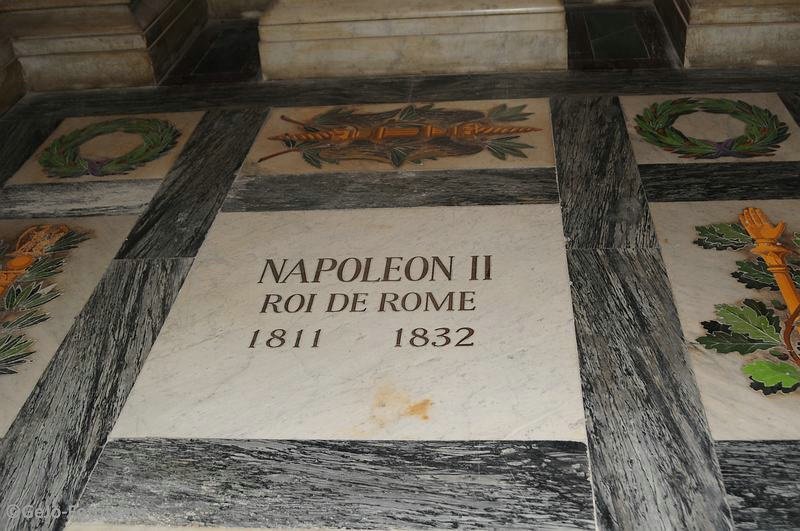 NAPOLEON II
ROI DE ROME
1811 1832